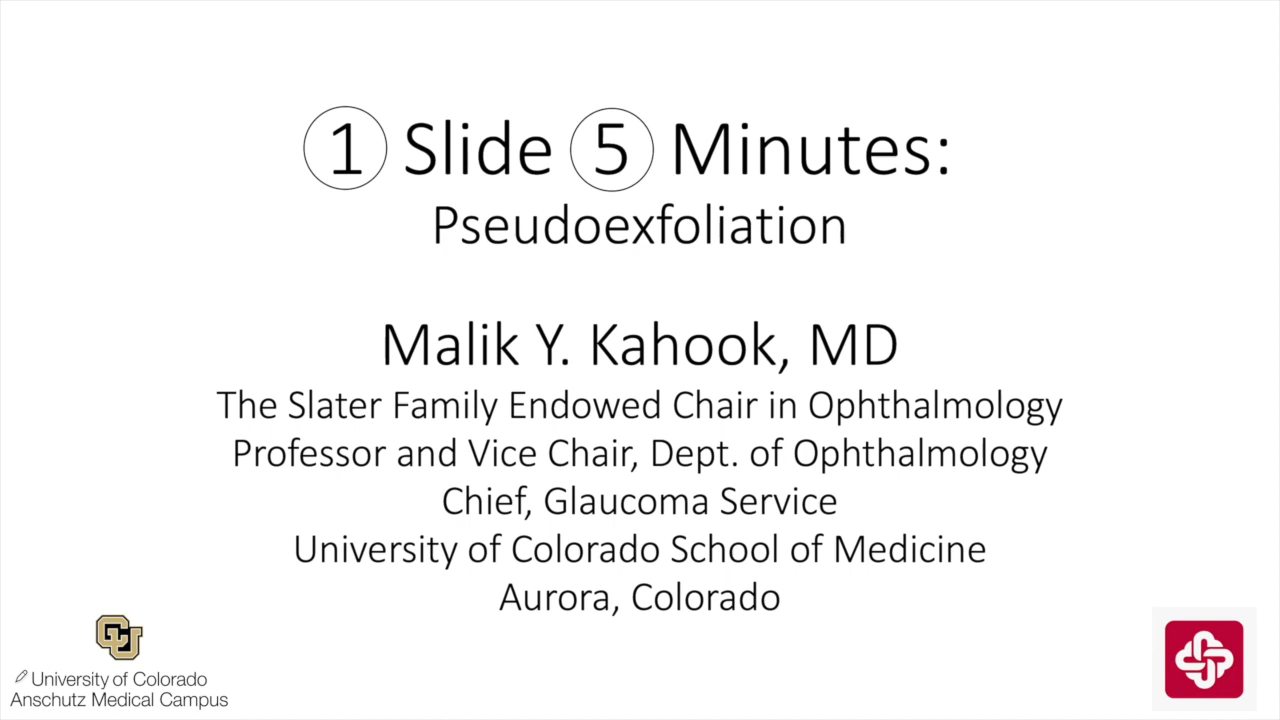 1 Slide 5 Minutes:
Pseudoexfoliation
Malik Y. Kahook, MD
The Slater Family Endowed Chair in Ophthalmology
Professor and Vice Chair, Dept. of Ophthalmology
Chief, Glaucoma Service
University of Colorado School of Medicine
Aurora, Colorado
CU
University of Colorado
Anschutz Medical Campus